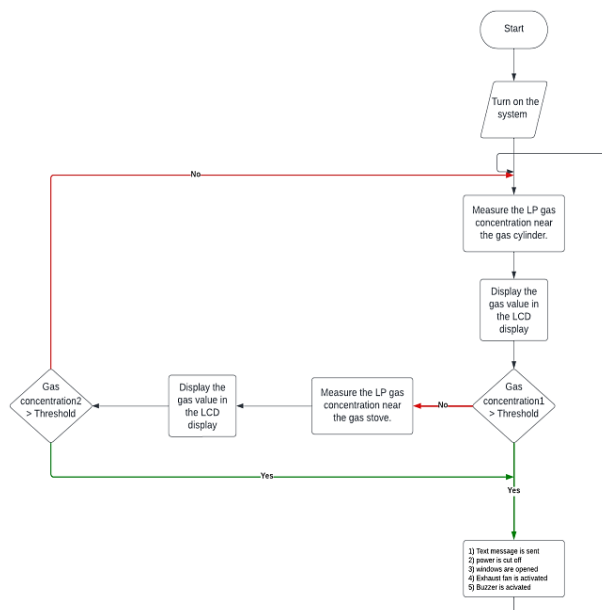 Start
Turn on the
system
No
Measure the LP gas
concentration near
the gas cylinder.
Display the
gas value in
the LCD
display
Gas
concentration1
> Threshold
No
Measure the LP gas
concentration near
the gas stove.
Display the
gas value in
the LCD
display
Gas
concentration2
> Threshold
Yes
Yes
1) Text message is sent
2) power is cut off
3) windows are opened
4) Exhaust fan is activated
5) Buzzer is acivated